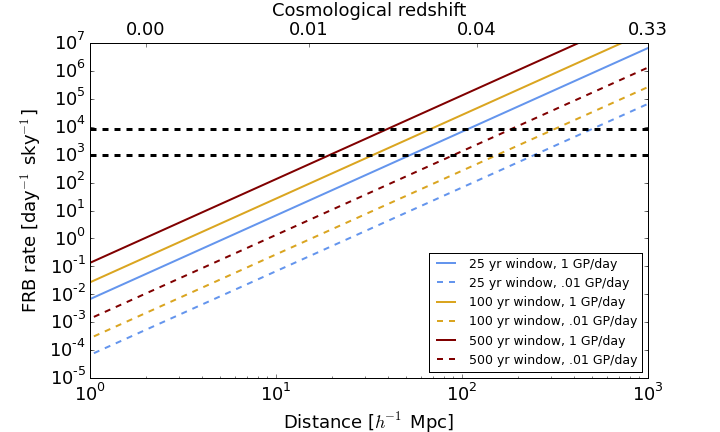 Cosmological redshift
0.00 0.01 0.04 0.33
10^7
10^6
10^5
10^4
10^3
10^2
10^1
10^0
10^-1
10^-2
10^-3
10^-4
10^-5
FRB rate [day^−1 sky^−1]
25 yr window, 1 GP/day
25 yr window, .01 GP/day
100 yr window, 1 GP/day
100 yr window, .01 GP/day
500 yr window, 1 GP/day
500 yr window, .01 GP/day
10^0 10^1 10^2 10^3
Distance [h^−1 Mpc]